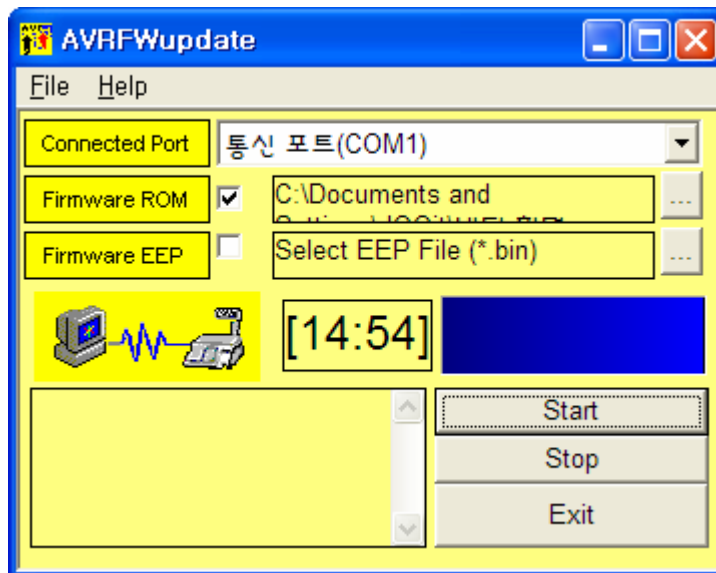 AVRFWupdate
File Help
Connected Port 통신 포트(COM1)
Firmware ROM C:\Documents and
Firmware EEP Select EEP File (*.bin)
[14:54]
Start
Stop
Exit